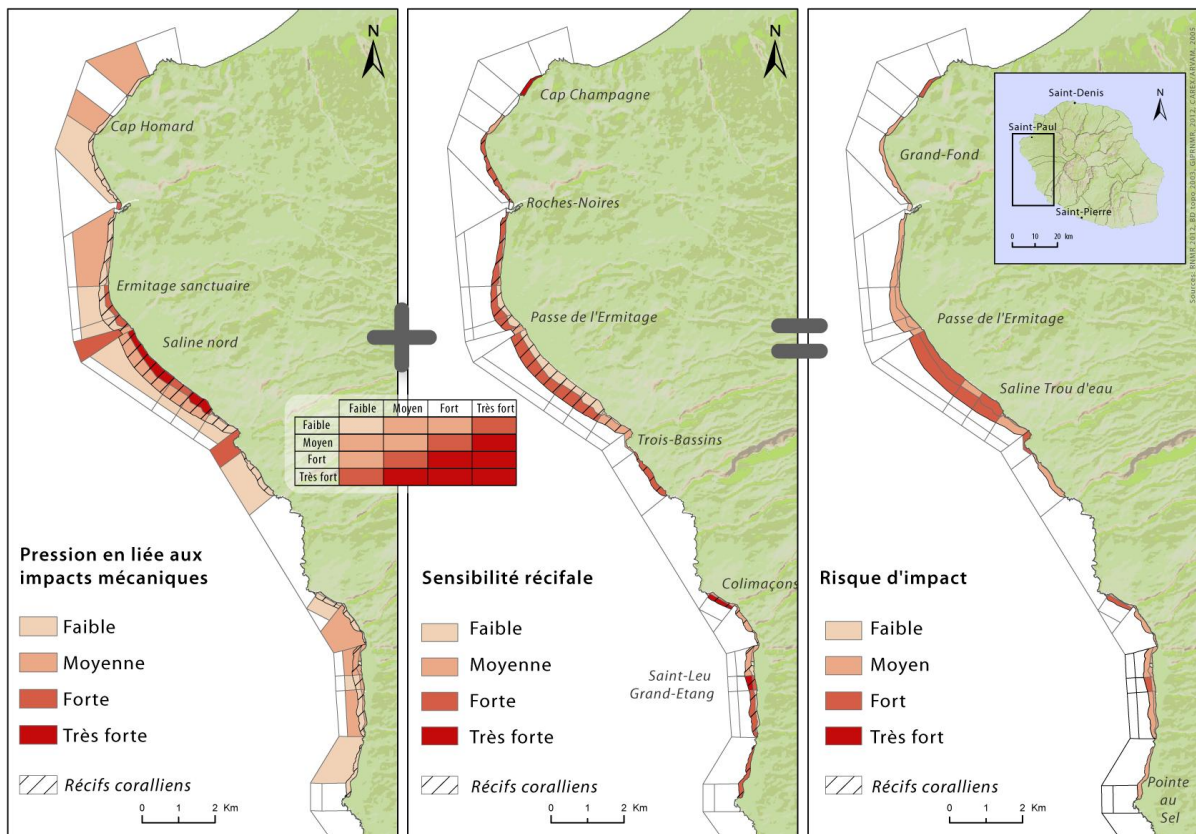 N
Cap Homard
Ermitage sanctuaire
Saline nord
Pression en liée aux
impacts mécaniques
Faible
Moyenne
Forte
Très forte
Récifs coralliens
0 1 2 Km
Faible Moyen Fort Très fort
Faible
Moyen
Fort
Très fort
N
Cap Champagne
Roches-Noires
Passe de l'Ermitage
Trois-Bassins
Colimaçons
Saint-Leu
Grand-Etang
Sensibilité récifale
Faible
Moyenne
Forte
Très forte
Récifs coralliens
0 1 2 Km
N
Grand-Fond
Passe de l'Ermitage
Saline Trou d'eau
Pointe
au
Sel
Risque d'impact
Faible
Moyen
Fort
Très fort
Récifs coralliens
0 1 2 Km
Saint-Denis
N
Saint-Paul
Saint-Pierre
0 10 20 km